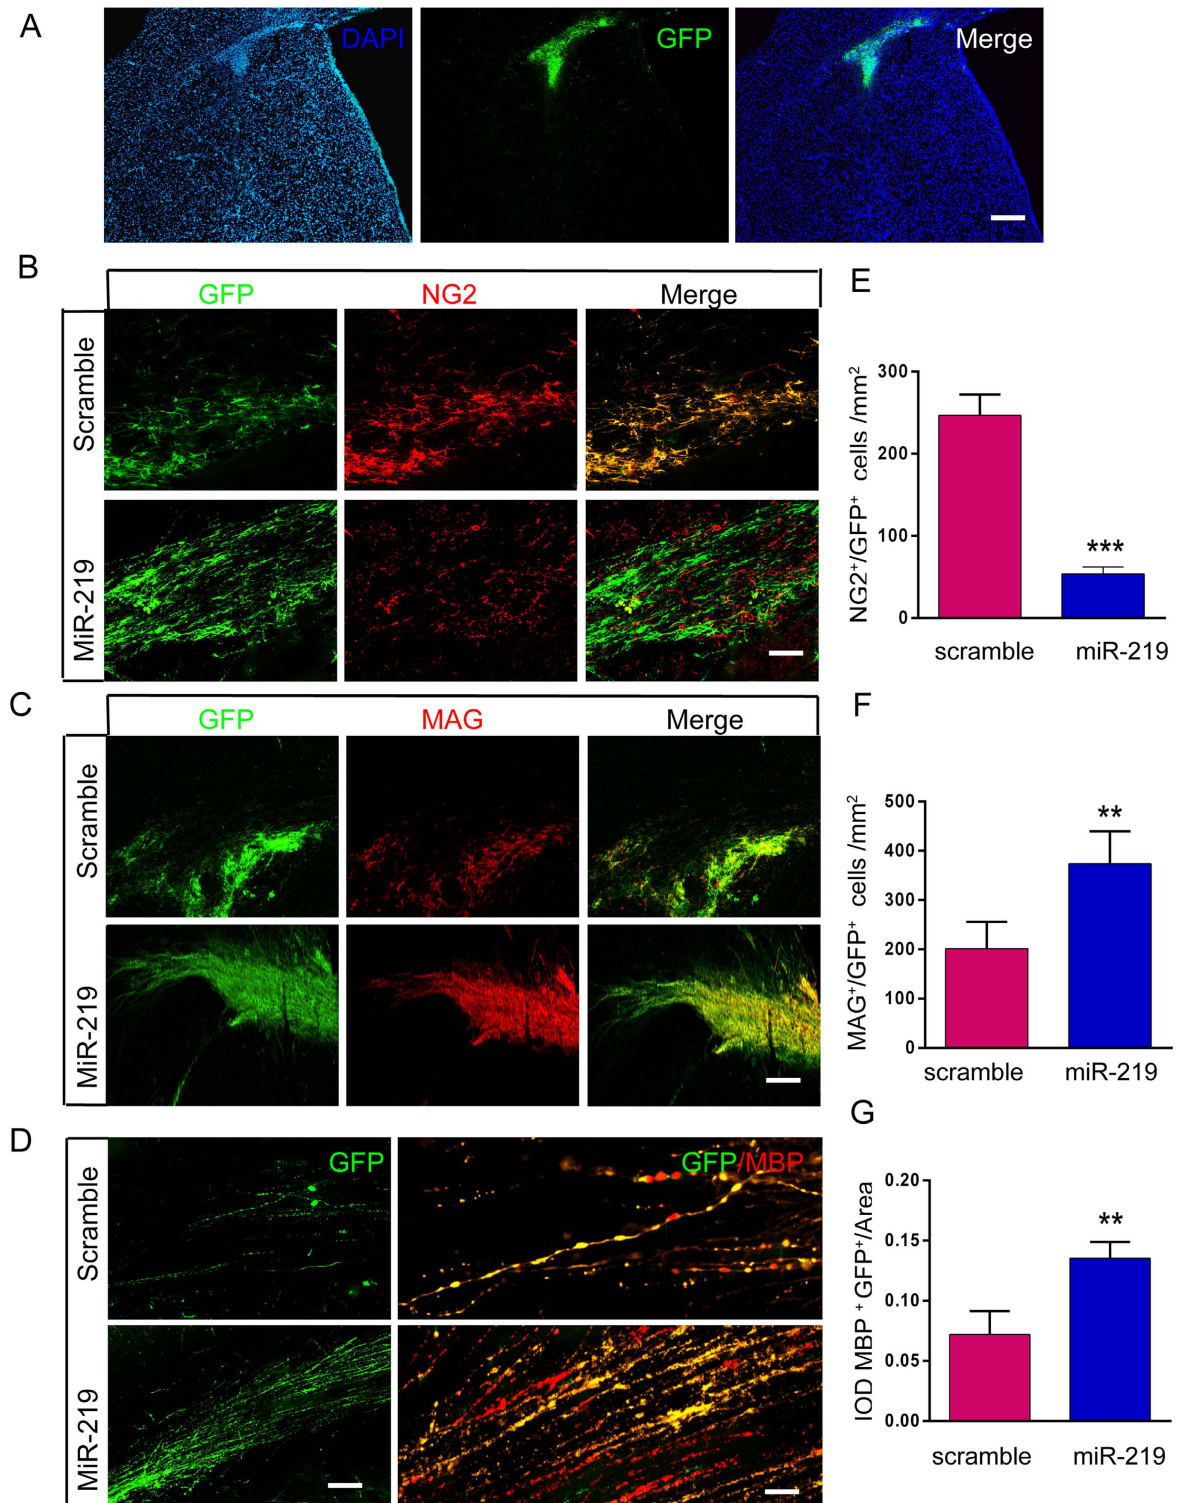 A
DAPI
GFP
Merge
B
GFP
NG2
Merge
Scramble
MiR-219
E
NG2⁺/GFP⁺ cells /mm²
300
200
100
0
***
scramble
miR-219
C
GFP
MAG
Merge
Scramble
MiR-219
F
MAG⁺/GFP⁺ cells /mm²
500
400
300
200
100
0
**
scramble
miR-219
D
GFP
GFP/MBP
Scramble
MiR-219
G
IOD MBP⁺GFP⁺/Area
0.20
0.15
0.10
0.05
0.00
**
scramble
miR-219